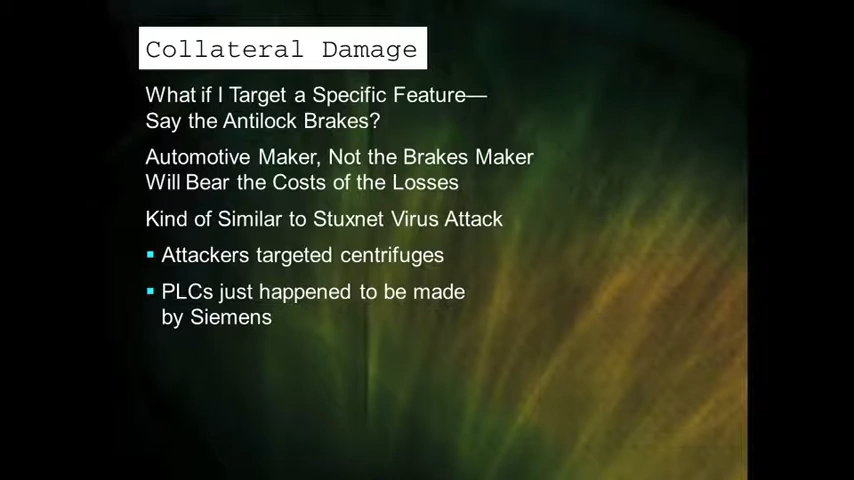 Collateral Damage
What if I Target a Specific Feature—
Say the Antilock Brakes?
Automotive Maker, Not the Brakes Maker
Will Bear the Costs of the Losses
Kind of Similar to Stuxnet Virus Attack
▪ Attackers targeted centrifuges
▪ PLCs just happened to be made
by Siemens